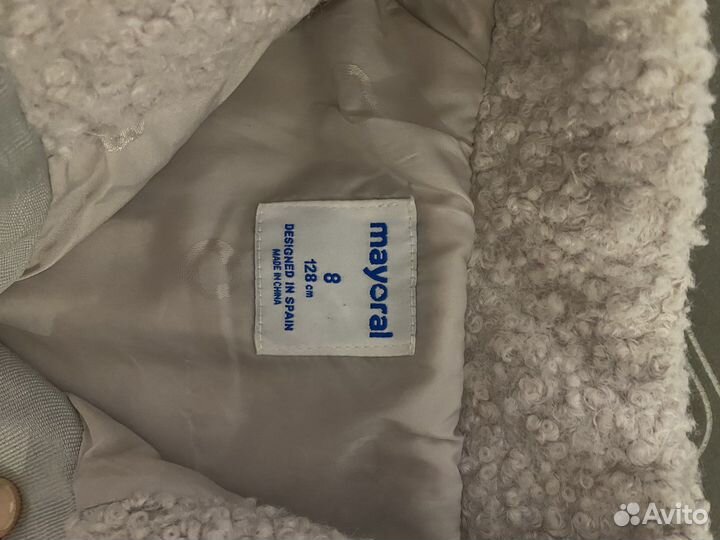 mayoral
8
128 cm
DESIGNED IN SPAIN
MADE IN CHINA
Avito